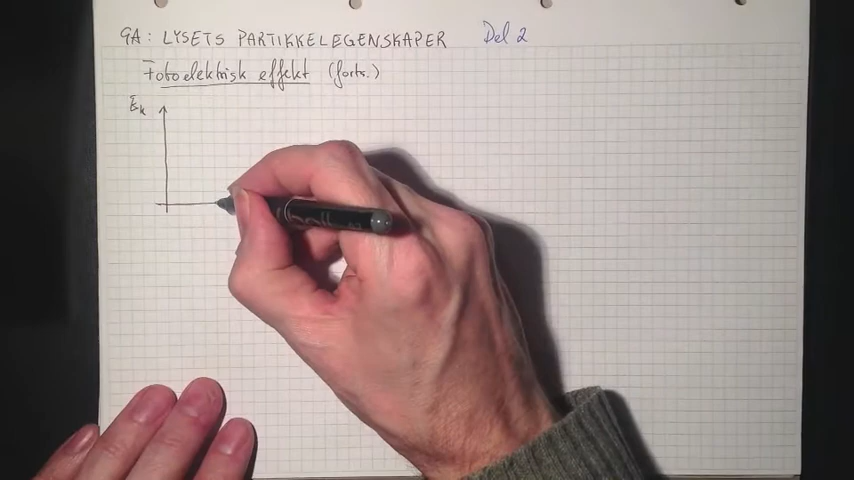 9A: LYSETS PARTIKKELEGENSKAPER Del 2
Fotoelektrisk effekt (forts.)
Ek